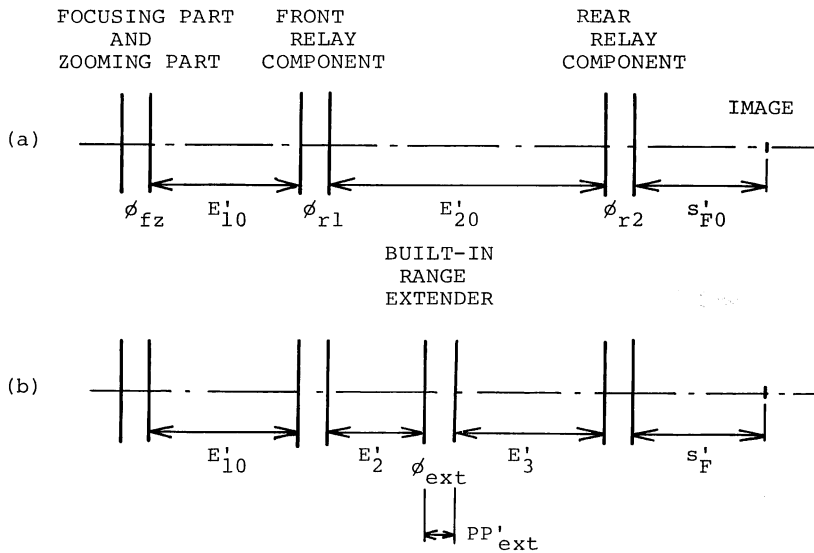 FOCUSING PART AND ZOOMING PART
FRONT RELAY COMPONENT
REAR RELAY COMPONENT
IMAGE
(a)
E'10
E'20
s'F0
ϕfz
ϕr1
ϕr2
BUILT-IN RANGE EXTENDER
(b)
E'10
E'2
ϕext
E'3
s'F
PP'ext